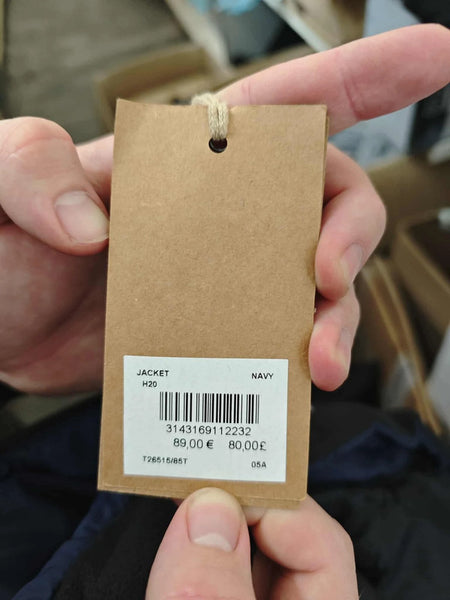 JACKET NAVY
H20
3143169112232
89,00 € 80,00£
T26515/85T 05A